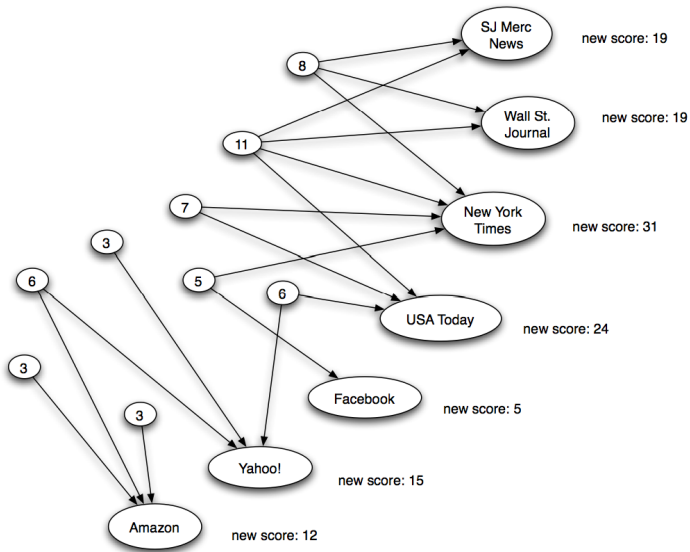 SJ Merc
News
new score: 19
8
Wall St.
Journal
new score: 19
11
7
New York
Times
new score: 31
3
6
5
6
USA Today
new score: 24
3
Facebook
new score: 5
3
Yahoo!
new score: 15
Amazon
new score: 12